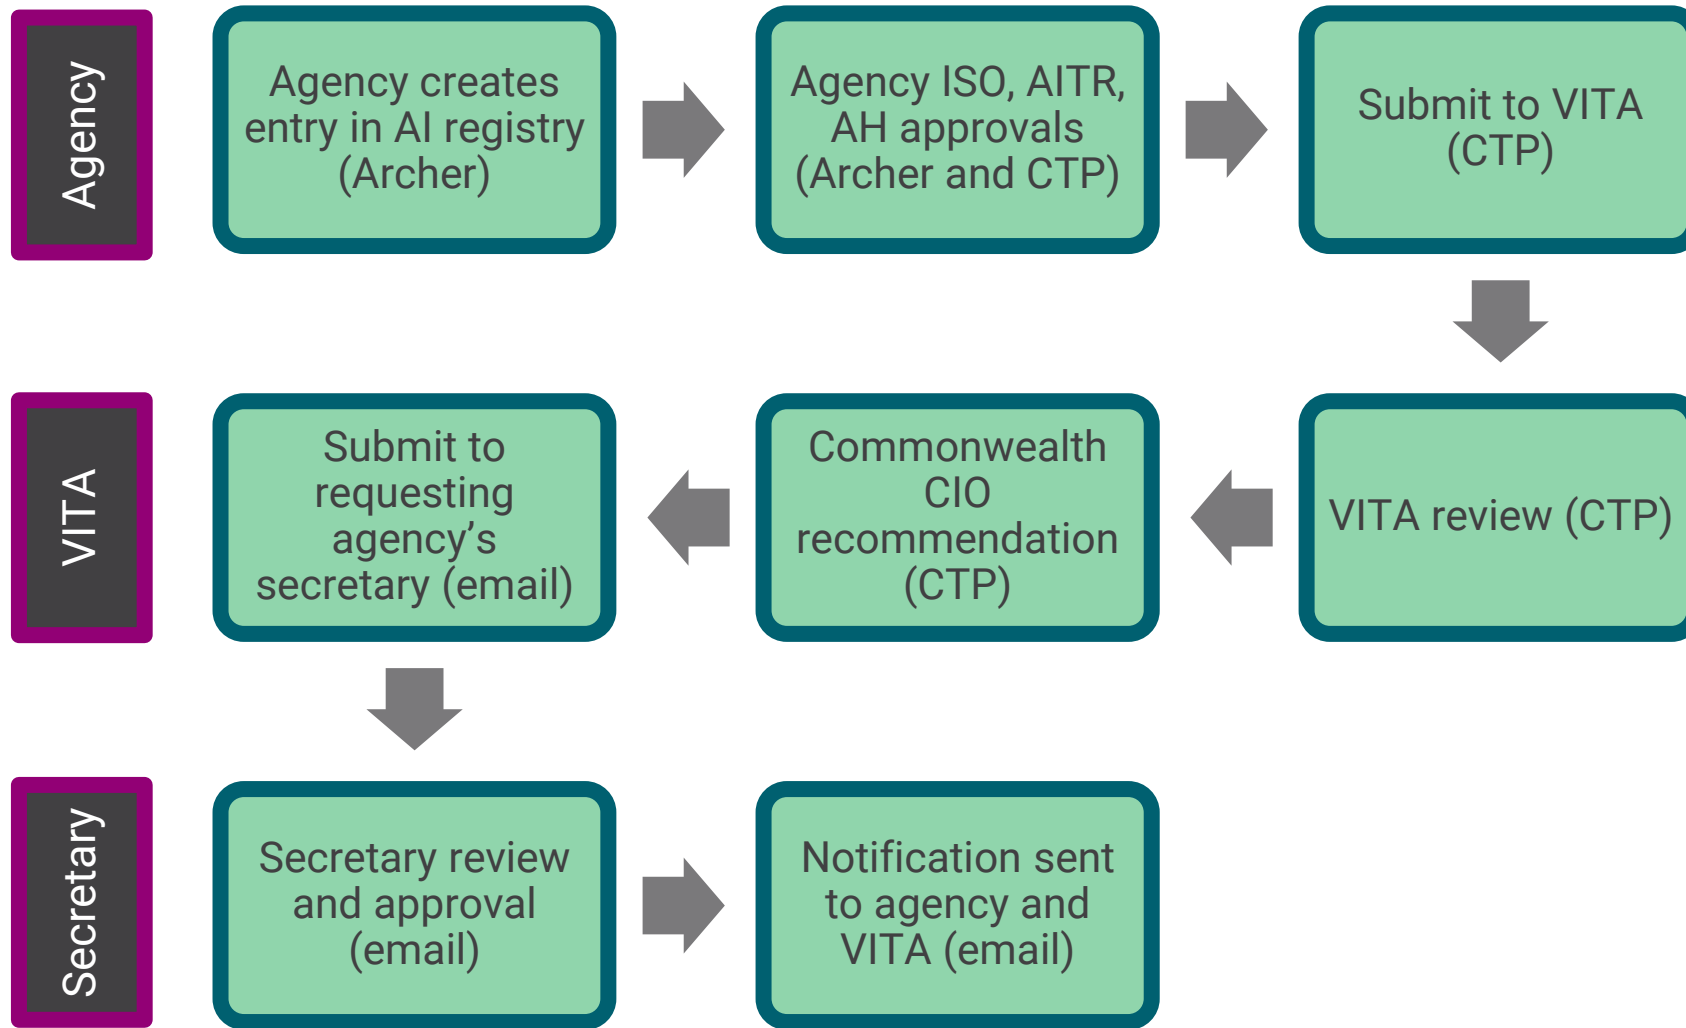 Agency
Agency creates
entry in AI registry
(Archer)
Agency ISO, AITR,
AH approvals
(Archer and CTP)
Submit to VITA
(CTP)
VITA
Submit to
requesting
agency’s
secretary (email)
Commonwealth
CIO
recommendation
(CTP)
VITA review (CTP)
Secretary
Secretary review
and approval
(email)
Notification sent
to agency and
VITA (email)